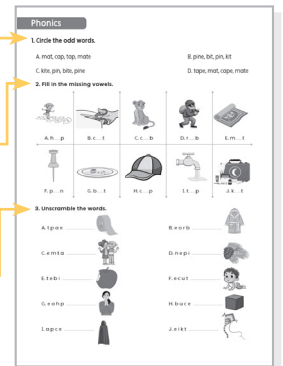 Phonics
1. Circle the odd words.
A. mat, cap, tap, mate B. pine, bit, pin, kit
C. kite, pin, bite, pine D. tape, mat, cape, mate
2. Fill in the missing vowels.
A. h...p B. c...t C. c...b D. r...b E. m...t
F. p...n G. b...t H. c...p I. t...p J. k...t
3. Unscramble the words.
A. t p a e ............ B. e o r b ............
C. e m t a ............ D. n e p i ............
E. t e b i ............ F. e c u t ............
G. e o h p ............ H. b u c e ............
I. a p c e ............ J. e i k t ............